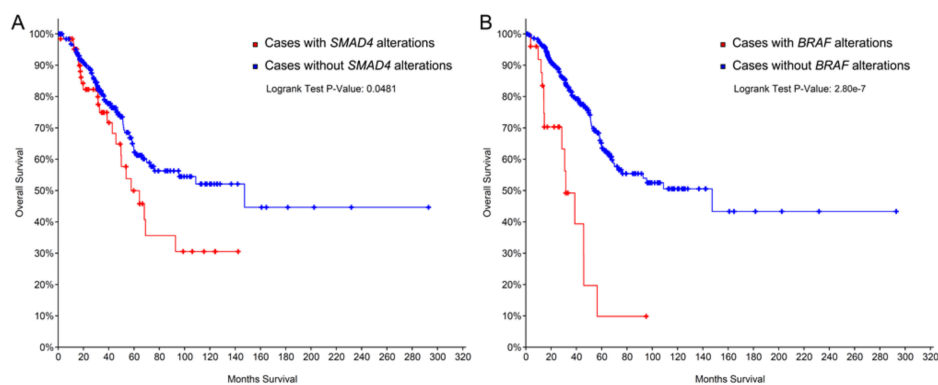 A
Cases with SMAD4 alterations
Cases without SMAD4 alterations
Logrank Test P-Value: 0.0481
Overall Survival
100%
90%
80%
70%
60%
50%
40%
30%
20%
10%
0%
0 20 40 60 80 100 120 140 160 180 200 220 240 260 280 300 320
Months Survival
B
Cases with BRAF alterations
Cases without BRAF alterations
Logrank Test P-Value: 2.80e-7
Overall Survival
100%
90%
80%
70%
60%
50%
40%
30%
20%
10%
0%
0 20 40 60 80 100 120 140 160 180 200 220 240 260 280 300 320
Months Survival